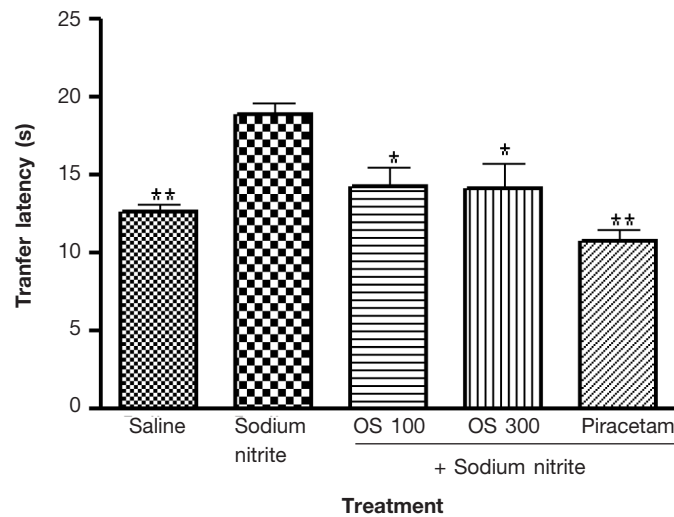 25
20
15
10
5
0
Tranfer latency (s)
**
*
*
**
Saline
Sodium
nitrite
OS 100
OS 300
Piracetam
+ Sodium nitrite
Treatment